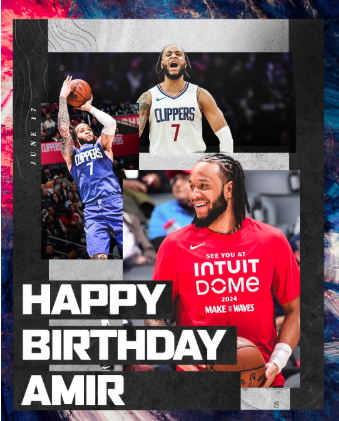 JUNE 17
CLIPPERS
7
CLIPPERS
7
SEE YOU AT
INTUIT
DOME
2024
MAKE WAVES
HAPPY
BIRTHDAY
AMIR